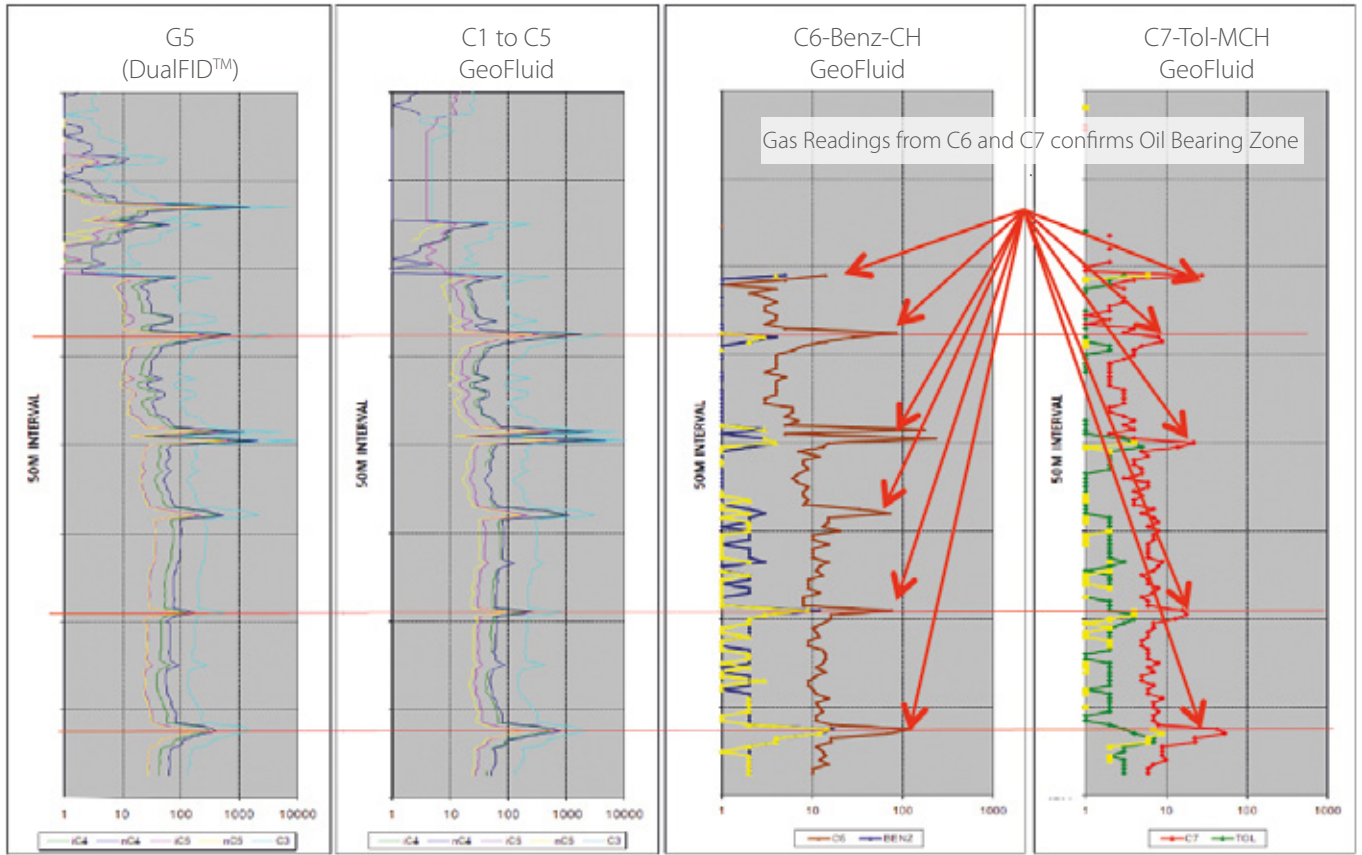 G5
(DualFID™)
C1 to C5
GeoFluid
C6-Benz-CH
GeoFluid
C7-Tol-MCH
GeoFluid
Gas Readings from C6 and C7 confirms Oil Bearing Zone
50M INTERVAL
50M INTERVAL
50M INTERVAL
50M INTERVAL
1 10 100 1000 10000
1 10 100 1000 10000
1 10 100 1000
1 10 100 1000
iC4 nC4 iC5 nC5 C3
iC4 nC4 iC5 nC5 C3
C6 BENZ
C7 TOL